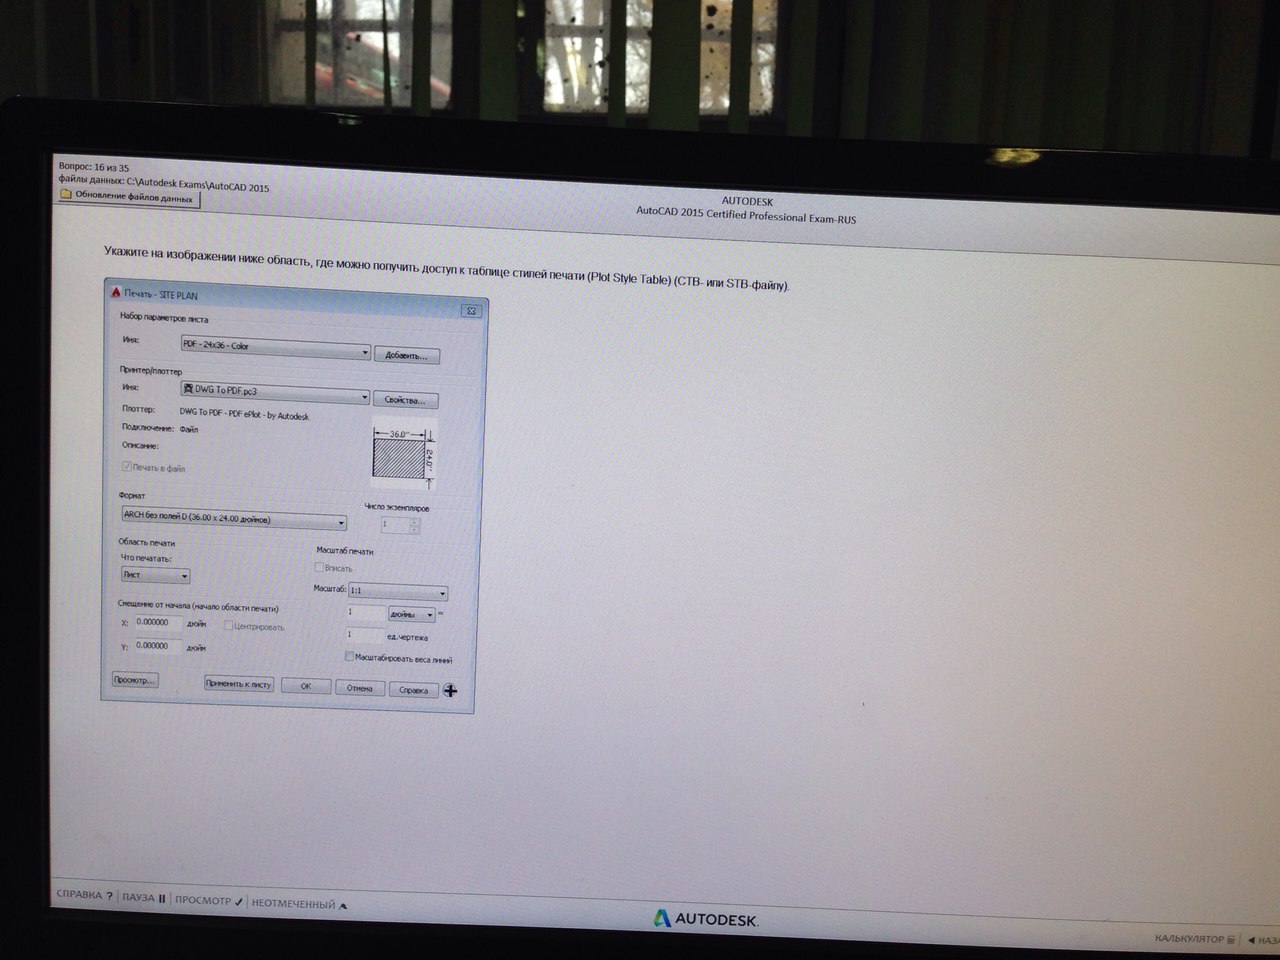 Вопрос: 16 из 35
файлы данных: C:\Autodesk Exams\AutoCAD 2015
Обновление файлов данных
AUTODESK
AutoCAD 2015 Certified Professional Exam-RUS
Укажите на изображении ниже область, где можно получить доступ к таблице стилей печати (Plot Style Table) (CTB- или STB-файлу).
Печать - SITE PLAN
Набор параметров листа
Имя: PDF - 24x36 - Color Добавить...
Принтер/плоттер
Имя: DWG To PDF.pc3 Свойства...
Плоттер: DWG To PDF - PDF ePlot - by Autodesk
Подключение: Файл
Описание:
Печать в файл
36.0''
24.0''
Формат
ARCH без полей D (36.00 x 24.00 дюймов)
Число экземпляров
1
Область печати
Что печатать:
Лист
Масштаб печати
Вписать
Масштаб: 1:1
1 дюймы =
1 ед.чертежа
Масштабировать веса линий
Смещение от начала (начало области печати)
X: 0.000000 дюйм Центрировать
Y: 0.000000 дюйм
Просмотр... Применить к листу ОК Отмена Справка
СПРАВКА ? ПАУЗА ПРОСМОТР НЕОТМЕЧЕННЫЙ
AUTODESK.
КАЛЬКУЛЯТОР НАЗА